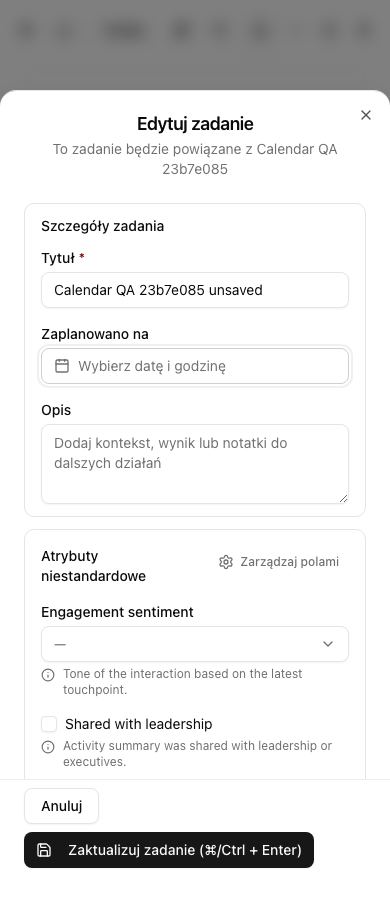 Edytuj zadanie
To zadanie będzie powiązane z Calendar QA
23b7e085
Szczegóły zadania
Tytuł *
Calendar QA 23b7e085 unsaved
Zaplanowano na
Wybierz datę i godzinę
Opis
Dodaj kontekst, wynik lub notatki do
dalszych działań
Atrybuty
niestandardowe
Zarządzaj polami
Engagement sentiment
—
Tone of the interaction based on the latest
touchpoint.
Shared with leadership
Activity summary was shared with leadership or
executives.
Anuluj
Zaktualizuj zadanie (⌘/Ctrl + Enter)